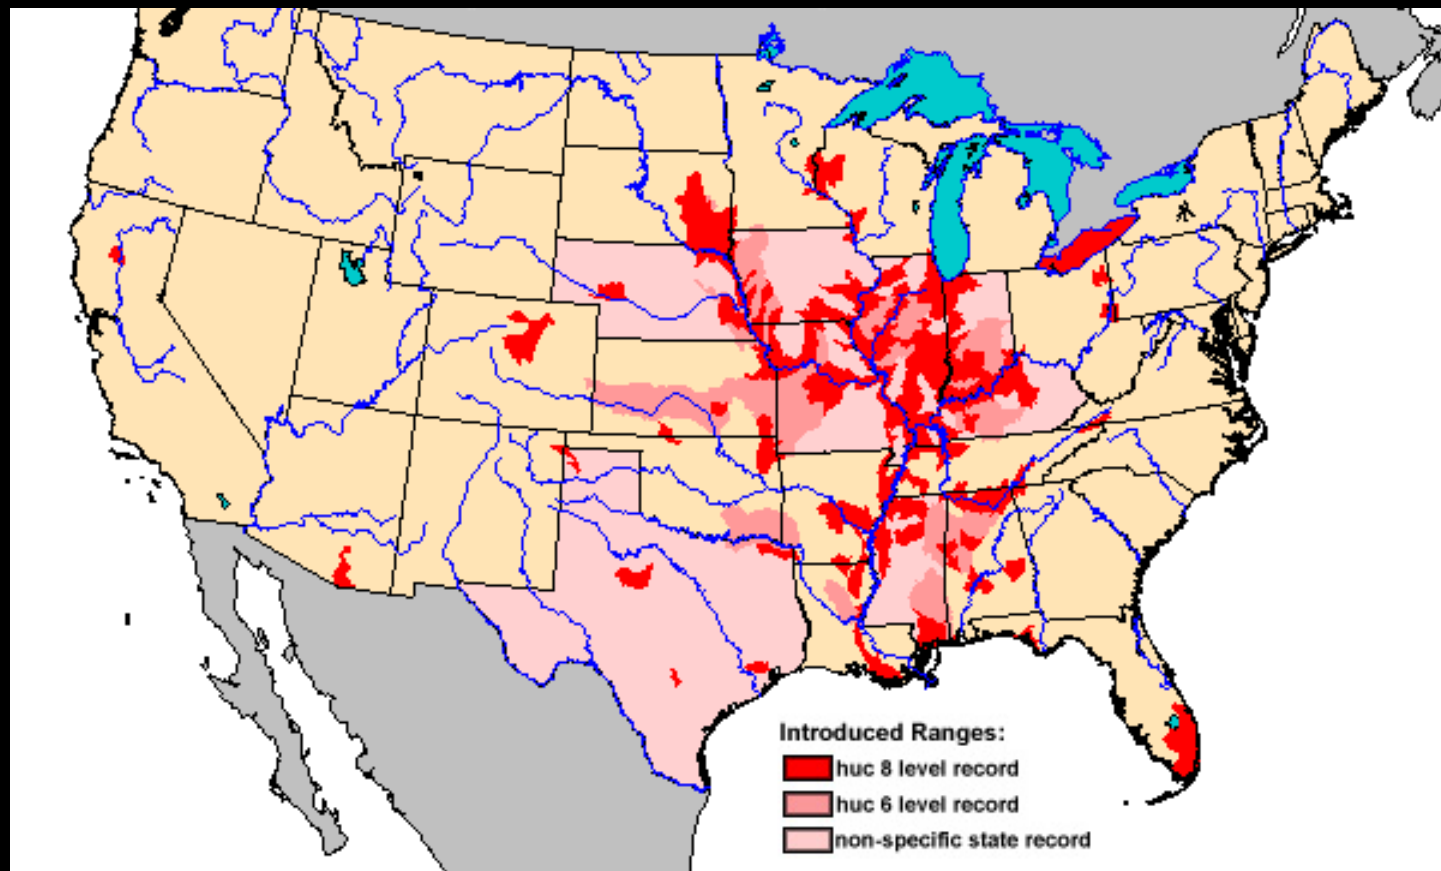 Introduced Ranges:
huc 8 level record
huc 6 level record
non-specific state record